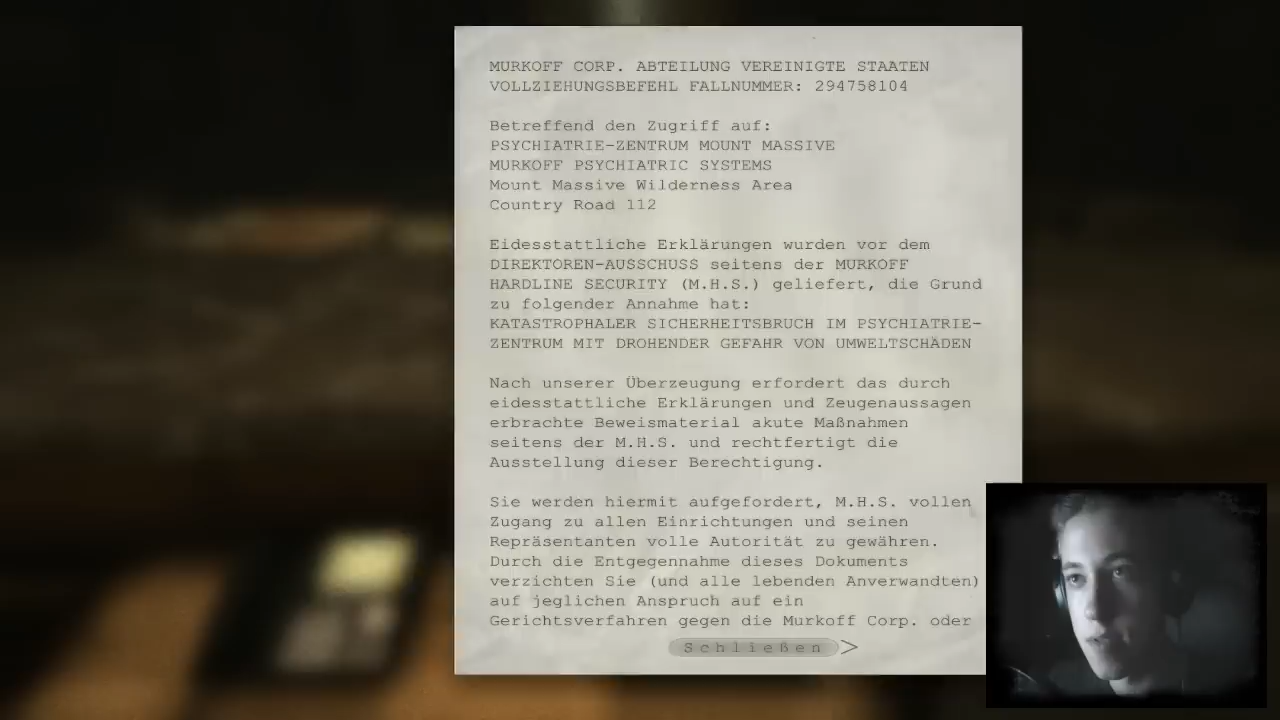 MURKOFF CORP. ABTEILUNG VEREINIGTE STAATEN
VOLLZIEHUNGSBEFEHL FALLNUMMER: 294758104
Betreffend den Zugriff auf:
PSYCHIATRIE-ZENTRUM MOUNT MASSIVE
MURKOFF PSYCHIATRIC SYSTEMS
Mount Massive Wilderness Area
Country Road 112
Eidesstattliche Erklärungen wurden vor dem
DIREKTOREN-AUSSCHUSS seitens der MURKOFF
HARDLINE SECURITY (M.H.S.) geliefert, die Grund
zu folgender Annahme hat:
KATASTROPHALER SICHERHEITSBRUCH IM PSYCHIATRIE-
ZENTRUM MIT DROHENDER GEFAHR VON UMWELTSCHÄDEN
Nach unserer Überzeugung erfordert das durch
eidesstattliche Erklärungen und Zeugenaussagen
erbrachte Beweismaterial akute Maßnahmen
seitens der M.H.S. und rechtfertigt die
Ausstellung dieser Berechtigung.
Sie werden hiermit aufgefordert, M.H.S. vollen
Zugang zu allen Einrichtungen und seinen
Repräsentanten volle Autorität zu gewähren.
Durch die Entgegennahme dieses Dokuments
verzichten Sie (und alle lebenden Anverwandten)
auf jeglichen Anspruch auf ein
Gerichtsverfahren gegen die Murkoff Corp. oder
Schließen >